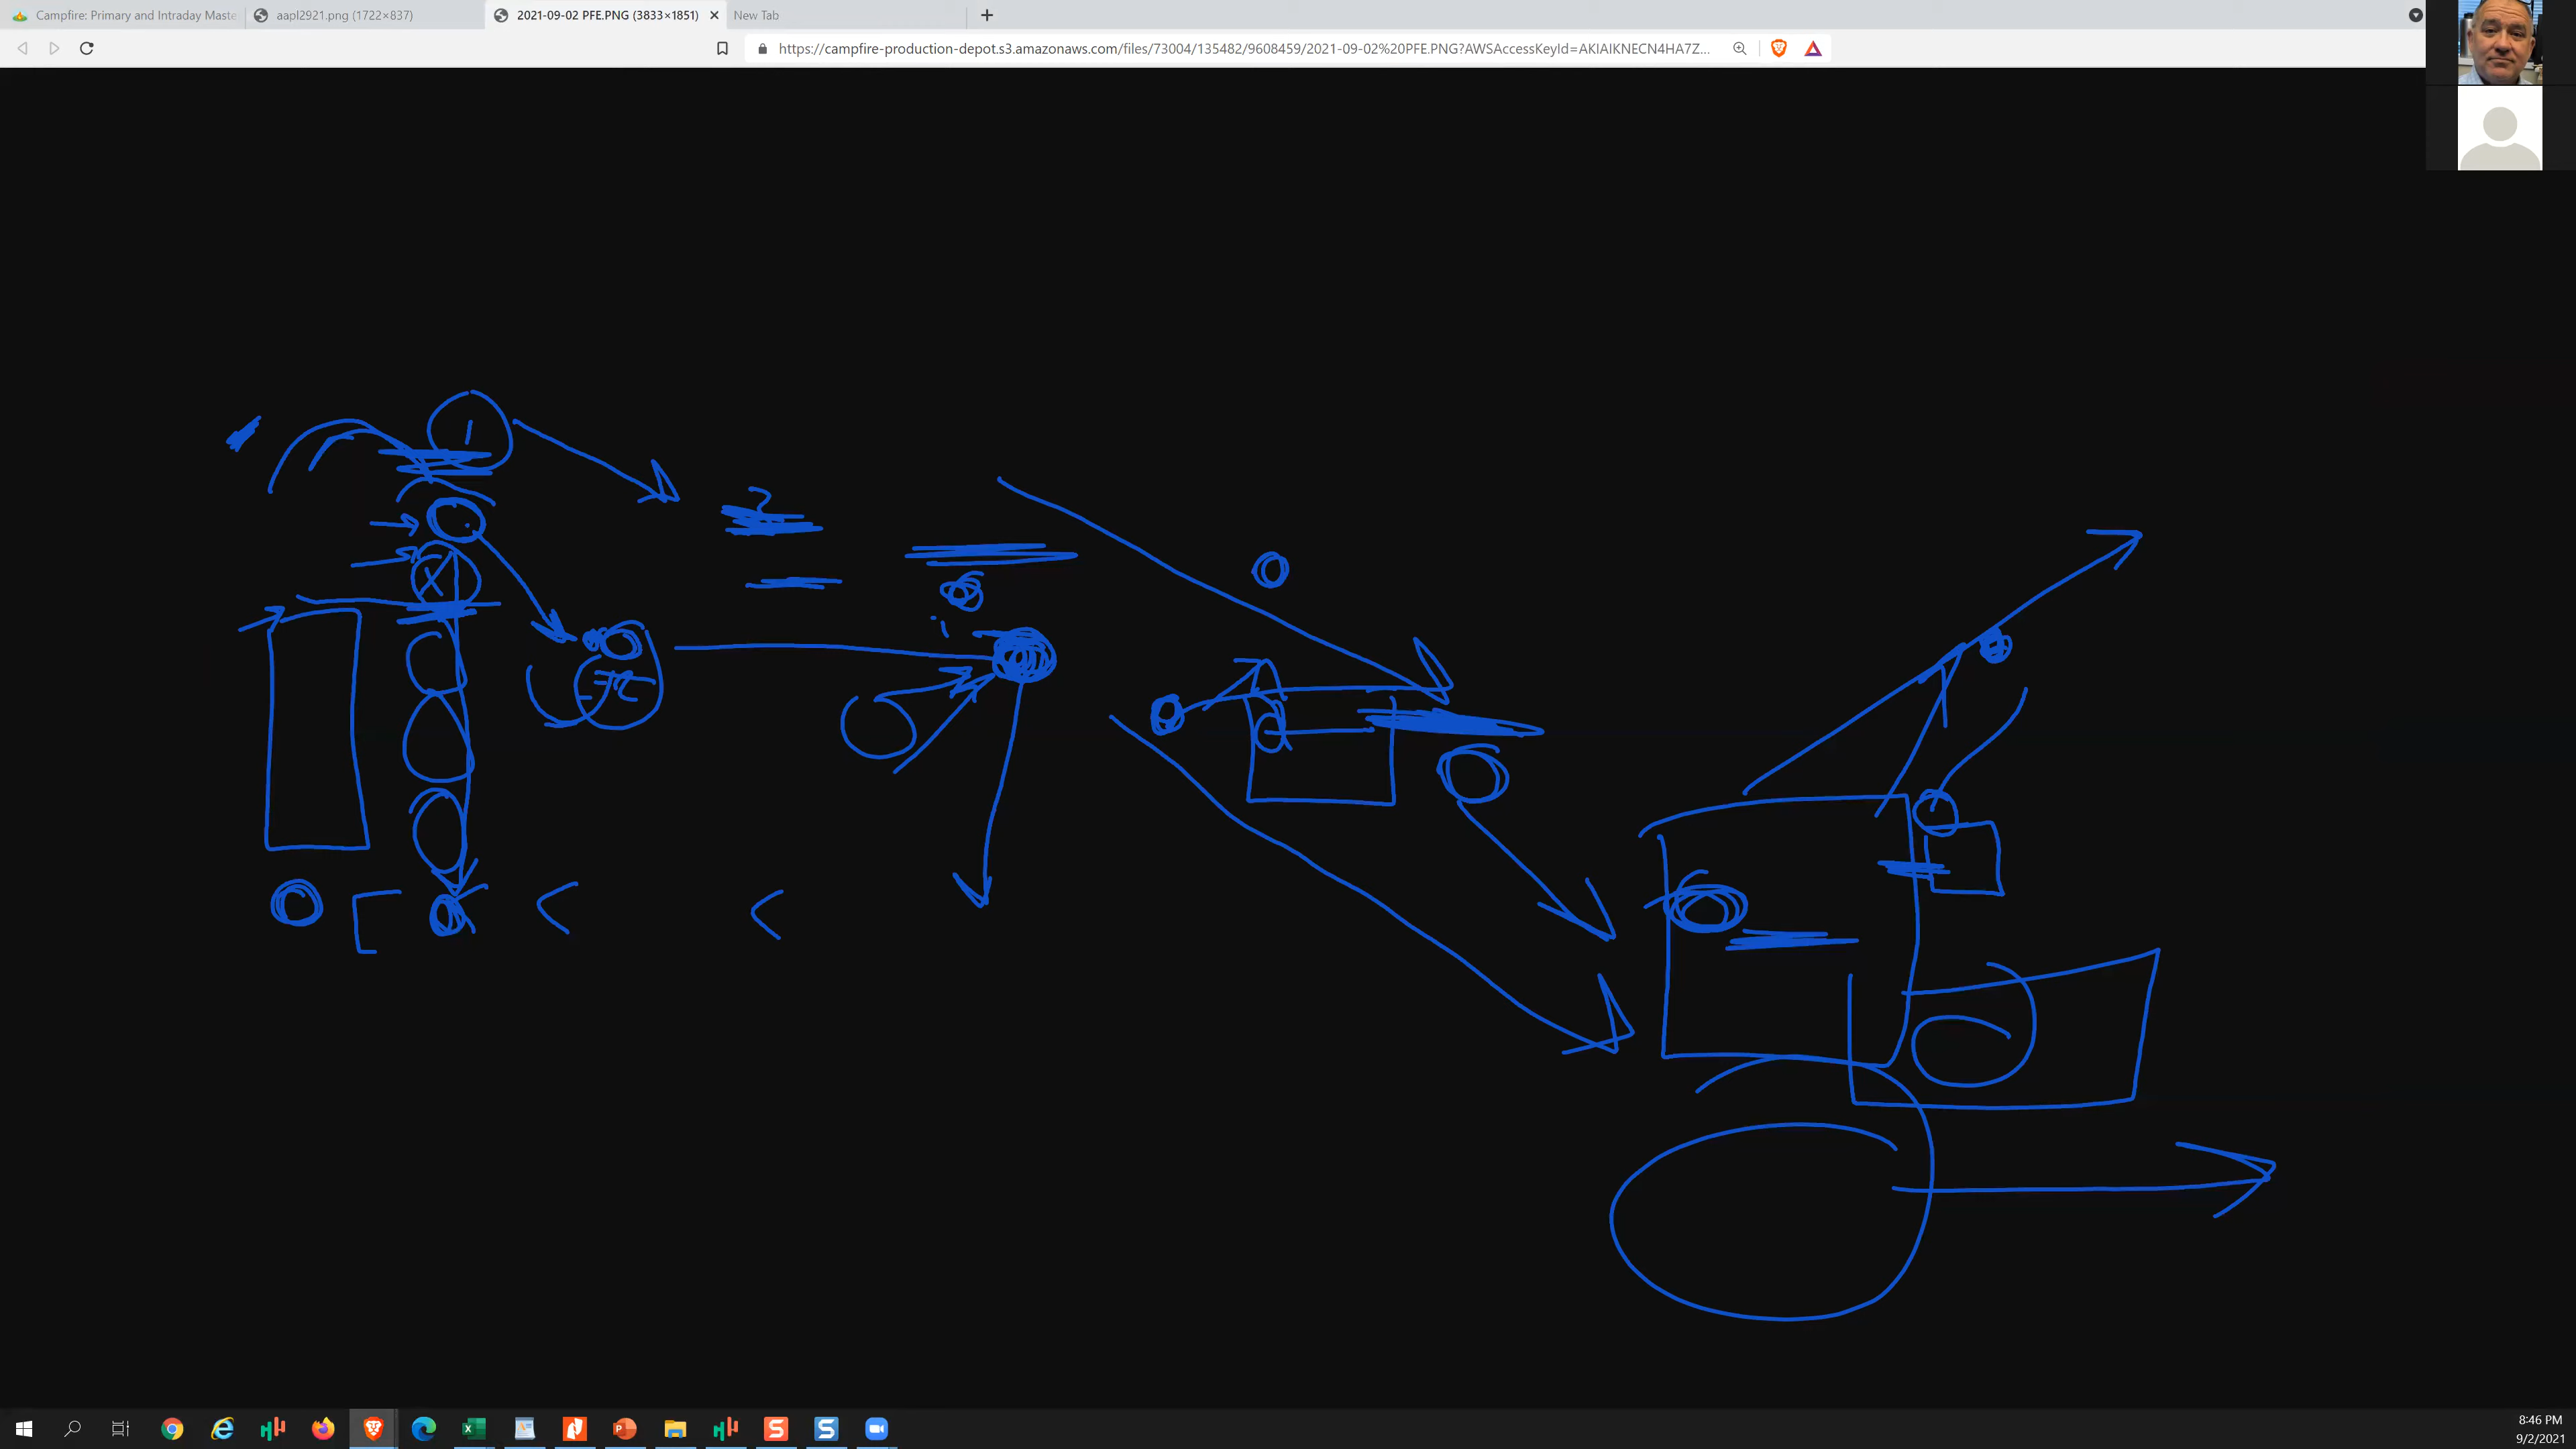 Campfire: Primary and Intraday Maste
aapl2921.png (1722×837)
2021-09-02 PFE.PNG (3833×1851)
New Tab
https://campfire-production-depot.s3.amazonaws.com/files/73004/135482/9608459/2021-09-02%20PFE.PNG?AWSAccessKeyId=AKIAIKNECN4HA7Z...
1
2
X
8:46 PM
9/2/2021